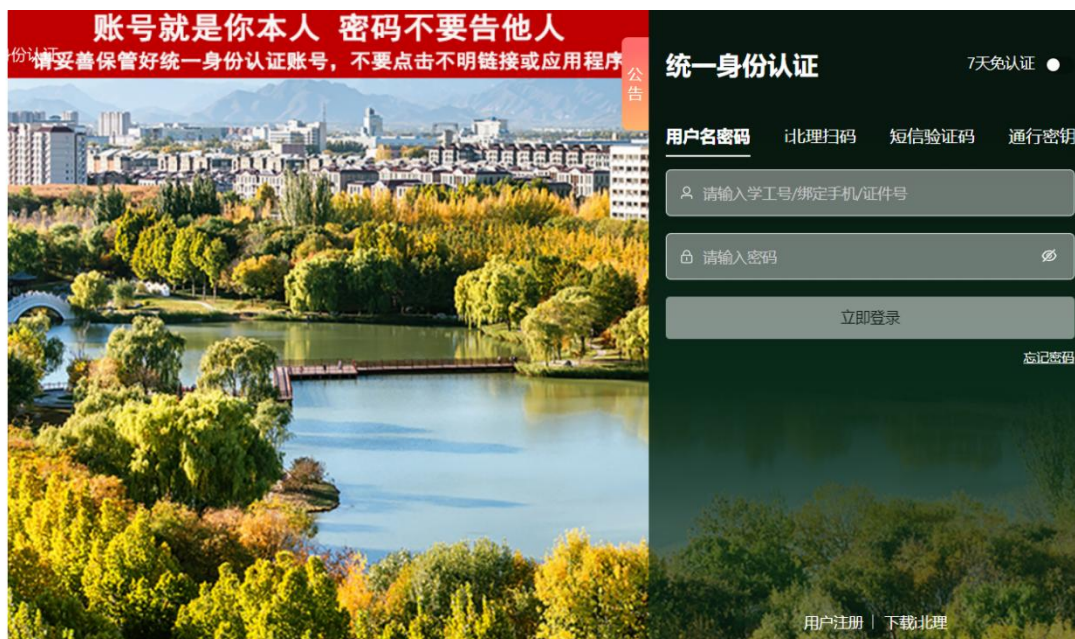 账号就是你本人 密码不要告他人
份认证
请妥善保管好统一身份认证账号，不要点击不明链接或应用程序
公告
统一身份认证
7天免认证
用户名密码
i北理扫码
短信验证码
通行密钥
请输入学工号/绑定手机/证件号
请输入密码
立即登录
忘记密码
用户注册
下载i北理